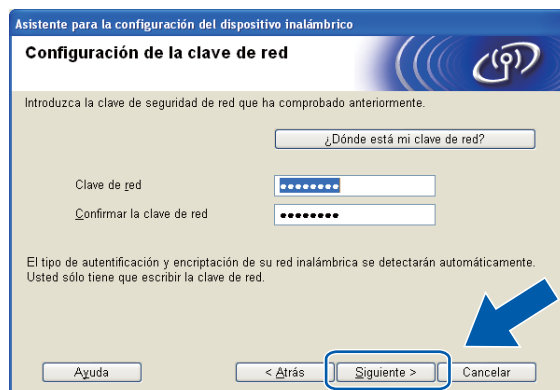 Asistente para la configuración del dispositivo inalámbrico
Configuración de la clave de red
Introduzca la clave de seguridad de red que ha comprobado anteriormente.
¿Dónde está mi clave de red?
Clave de red ●●●●●●●●
Confirmar la clave de red ●●●●●●●●
El tipo de autentificación y encriptación de su red inalámbrica se detectarán automáticamente.
Usted sólo tiene que escribir la clave de red.
Ayuda < Atrás Siguiente > Cancelar